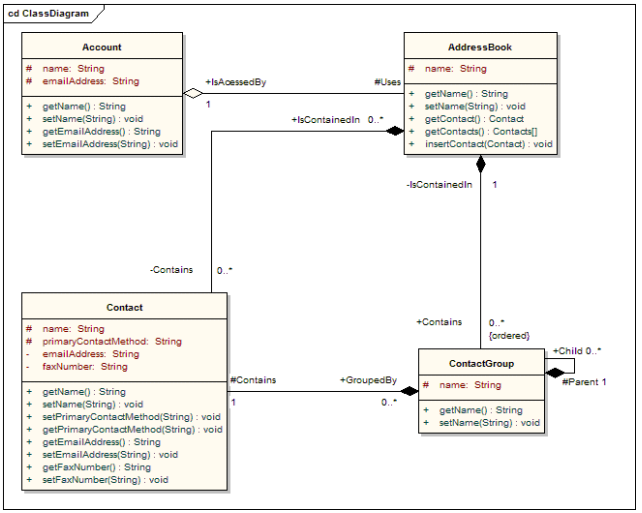 cd ClassDiagram
Account
# name: String
# emailAddress: String
+ getName() : String
+ setName(String) : void
+ getEmailAddress() : String
+ setEmailAddress(String) : void
+IsAcessedBy
1
#Uses
AddressBook
# name: String
+ getName() : String
+ setName(String) : void
+ getContact() : Contact
+ getContacts() : Contacts[]
+ insertContact(Contact) : void
+IsContainedIn 0..*
-IsContainedIn 1
-Contains 0..*
+Contains 0..*
{ordered}
Contact
# name: String
# primaryContactMethod: String
- emailAddress: String
- faxNumber: String
+ getName() : String
+ setName(String) : void
+ setPrimaryContactMethod(String) : void
+ getPrimaryContactMethod(String) : void
+ getEmailAddress() : String
+ setEmailAddress(String) : void
+ getFaxNumber() : String
+ setFaxNumber(String) : void
#Contains
1
+GroupedBy
0..*
ContactGroup
# name: String
+ getName() : String
+ setName(String) : void
+Child 0..*
#Parent 1